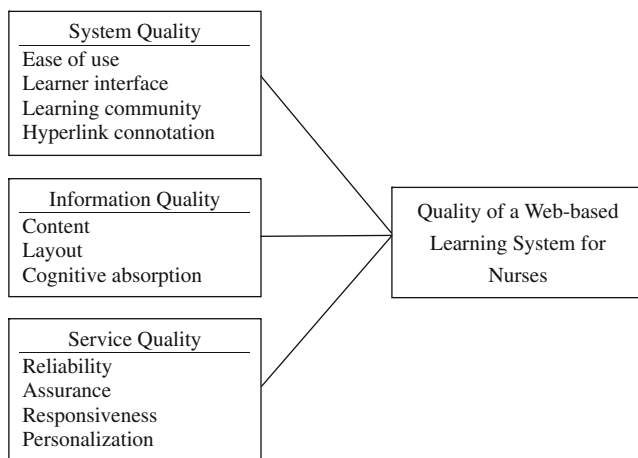 System Quality
Ease of use
Learner interface
Learning community
Hyperlink connotation
Information Quality
Content
Layout
Cognitive absorption
Service Quality
Reliability
Assurance
Responsiveness
Personalization
Quality of a Web-based
Learning System for
Nurses